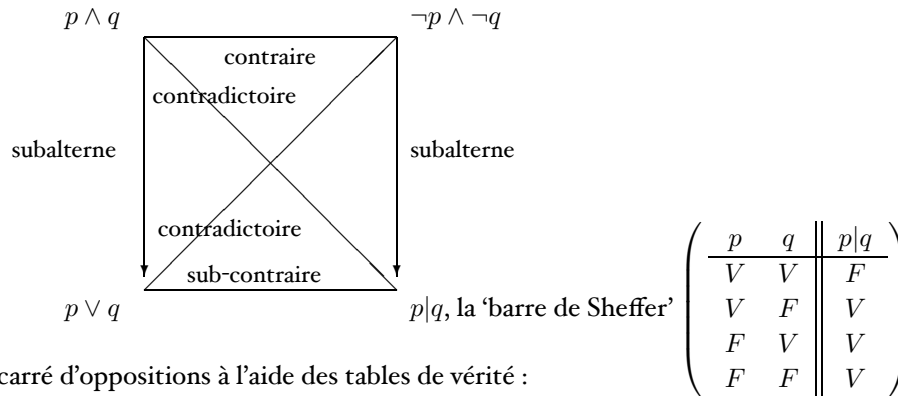 p ∧ q ¬p ∧ ¬q
contraire
contradictoire
subalterne subalterne
contradictoire
sub-contraire
p ∨ q p|q, la ‘barre de Sheffer’
p q p|q
V V F
V F V
F V V
F F V
carré d'oppositions à l'aide des tables de vérité :